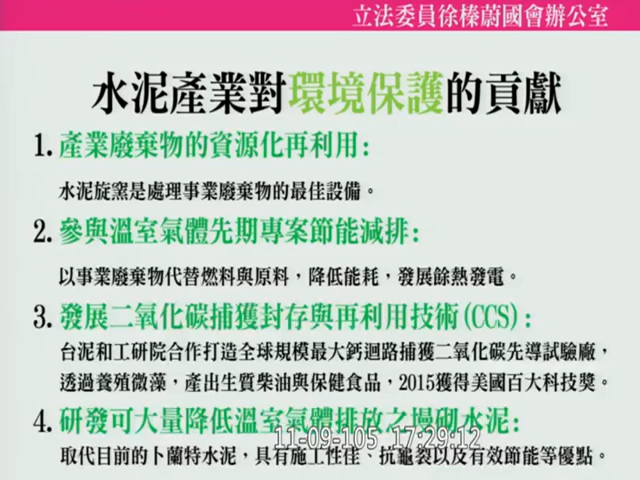 立法委員徐榛蔚國會辦公室
水泥產業對環境保護的貢獻
1. 產業廢棄物的資源化再利用:
水泥旋窯是處理事業廢棄物的最佳設備。
2. 參與溫室氣體先期專案節能減排:
以事業廢棄物代替燃料與原料，降低能耗，發展餘熱發電。
3. 發展二氧化碳捕獲封存與再利用技術(CCS):
台泥和工研院合作打造全球規模最大鈣迴路捕獲二氧化碳先導試驗廠，
透過養殖微藻，產出生質柴油與保健食品，2015獲得美國百大科技獎。
4. 研發可大量降低溫室氣體排放之墁砌水泥:
11-09-105 17:29:12
取代目前的卜蘭特水泥，具有施工性佳、抗龜裂以及有效節能等優點。